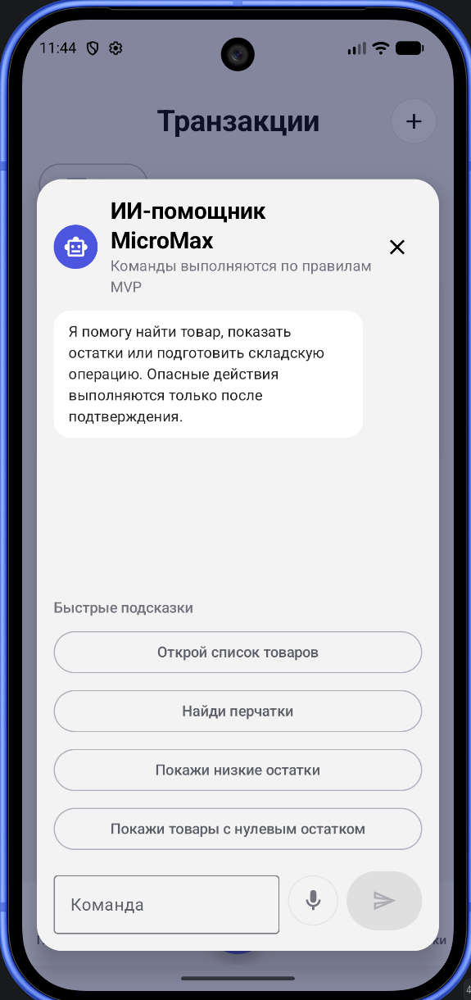 11:44
Транзакции
ИИ-помощник
MicroMax
Команды выполняются по правилам
MVP
Я помогу найти товар, показать
остатки или подготовить складскую
операцию. Опасные действия
выполняются только после
подтверждения.
Быстрые подсказки
Открой список товаров
Найди перчатки
Покажи низкие остатки
Покажи товары с нулевым остатком
Команда